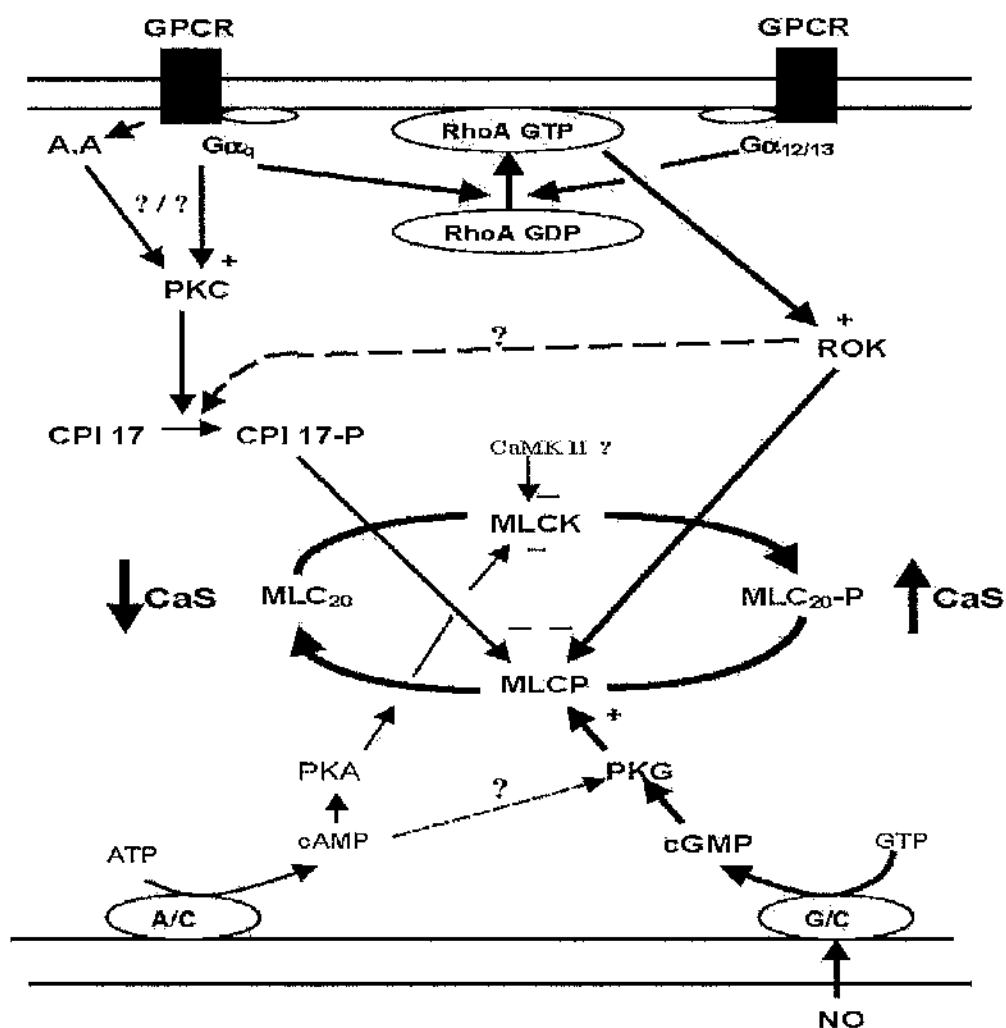 GPCR
GPCR
RhoA GTP
A.A
Gαq
Gα12/13
? / ?
RhoA GDP
+
PKC
+
ROK
?
CPI 17
CPI 17-P
CaMK II ?
–
MLCK
–
CaS
MLC20
MLC20-P
CaS
– –
MLCP
+
PKA
?
PKG
ATP
cAMP
cGMP
GTP
A/C
G/C
NO